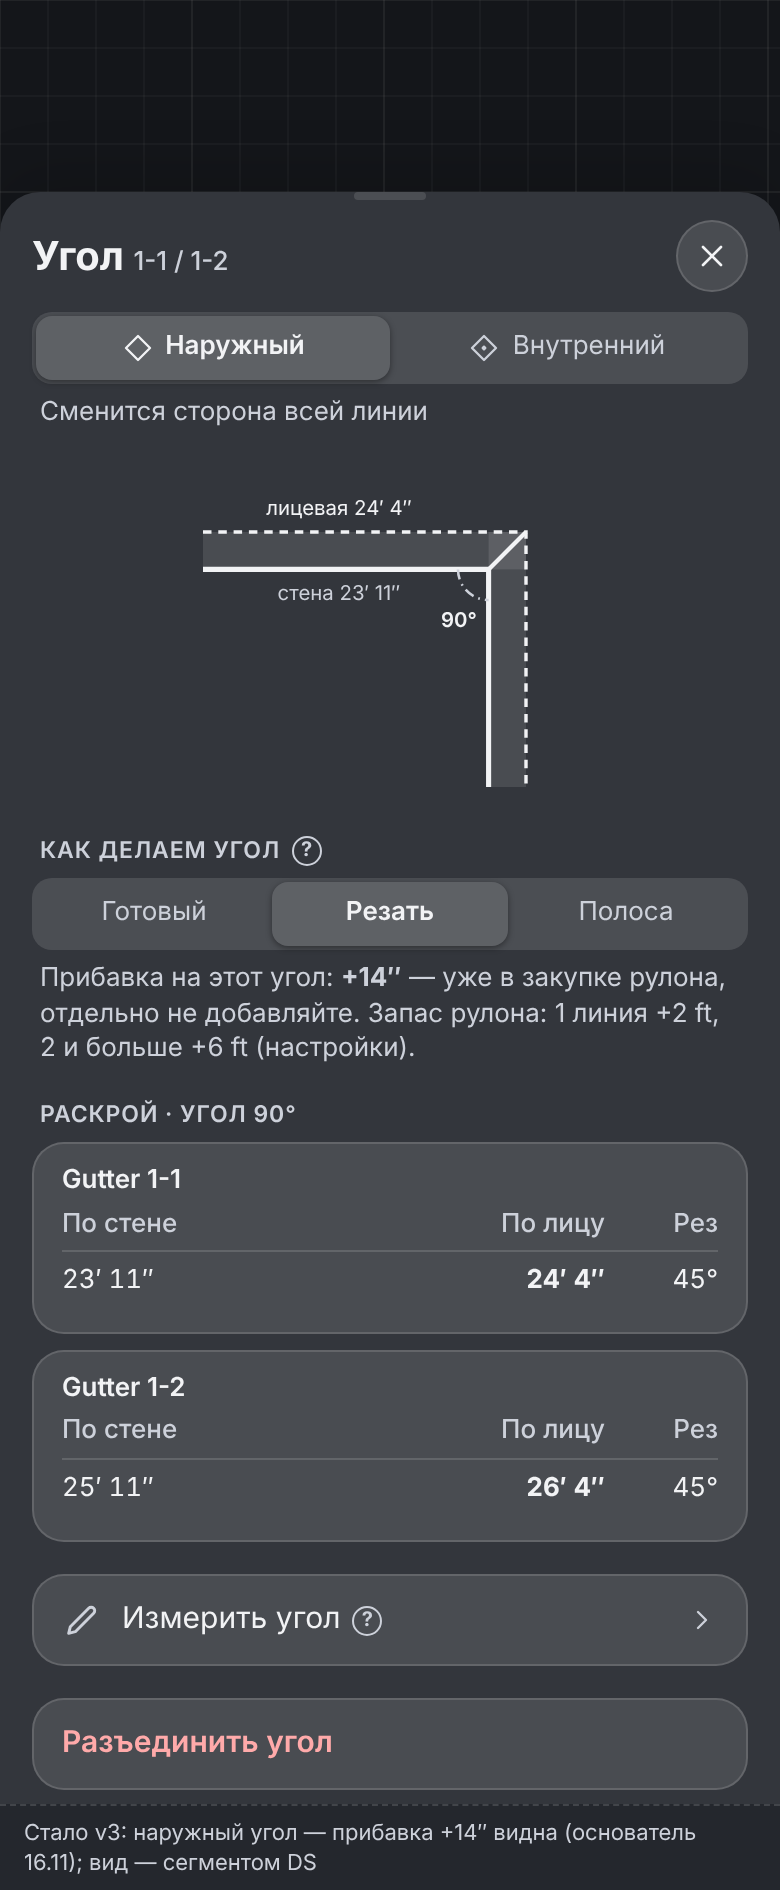 Угол 1-1 / 1-2
Наружный
Внутренний
Сменится сторона всей линии
лицевая 24′ 4″
стена 23′ 11″
90°
КАК ДЕЛАЕМ УГОЛ ?
Готовый
Резать
Полоса
Прибавка на этот угол: +14″ — уже в закупке рулона,
отдельно не добавляйте. Запас рулона: 1 линия +2 ft,
2 и больше +6 ft (настройки).
РАСКРОЙ · УГОЛ 90°
Gutter 1-1
По стене По лицу Рез
23′ 11″ 24′ 4″ 45°
Gutter 1-2
По стене По лицу Рез
25′ 11″ 26′ 4″ 45°
Измерить угол ?
Разъединить угол
Стало v3: наружный угол — прибавка +14″ видна (основатель
16.11); вид — сегментом DS